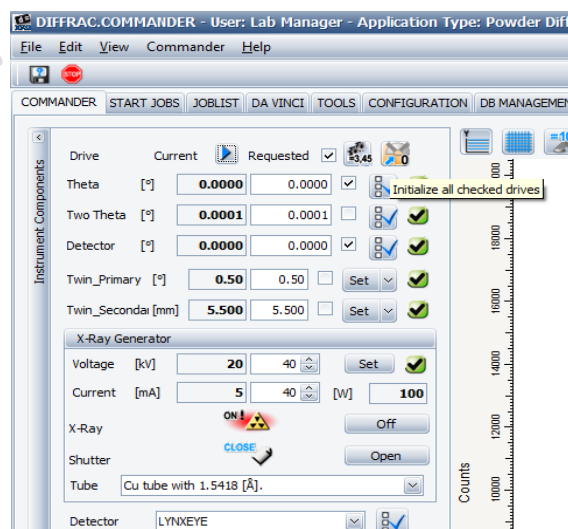 DIFFRAC.COMMANDER - User: Lab Manager - Application Type: Powder Dif
File Edit View Commander Help
STOP
COMMANDER START JOBS JOBLIST DA VINCI TOOLS CONFIGURATION DB MANAGEME
Instrument Components
Drive Current Requested =3,45 0
Theta [°] 0.0000 0.0000
Initialize all checked drives
Two Theta [°] 0.0001 0.0001
Detector [°] 0.0000 0.0000
Twin_Primary [°] 0.50 0.50 Set
Twin_Secondar [mm] 5.500 5.500 Set
X-Ray Generator
Voltage [kV] 20 40 Set
Current [mA] 5 40 [W] 100
X-Ray ON! Off
Shutter CLOSE Open
Tube Cu tube with 1.5418 [Å].
Detector LYNXEYE
18000
16000
14000
12000
10000
Counts